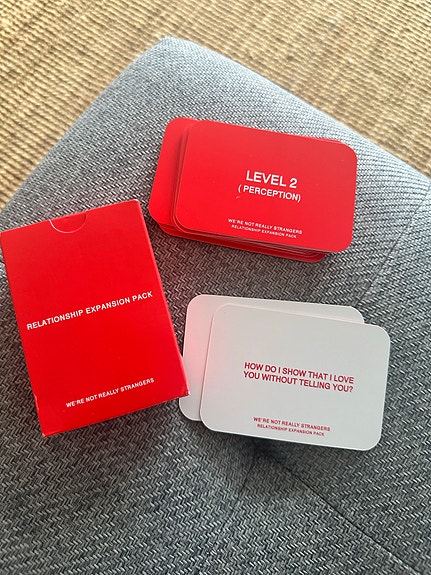 LEVEL 2
( PERCEPTION)
WE'RE NOT REALLY STRANGERS
RELATIONSHIP EXPANSION PACK
RELATIONSHIP EXPANSION PACK
WE'RE NOT REALLY STRANGERS
HOW DO I SHOW THAT I LOVE
YOU WITHOUT TELLING YOU?
WE'RE NOT REALLY STRANGERS
RELATIONSHIP EXPANSION PACK